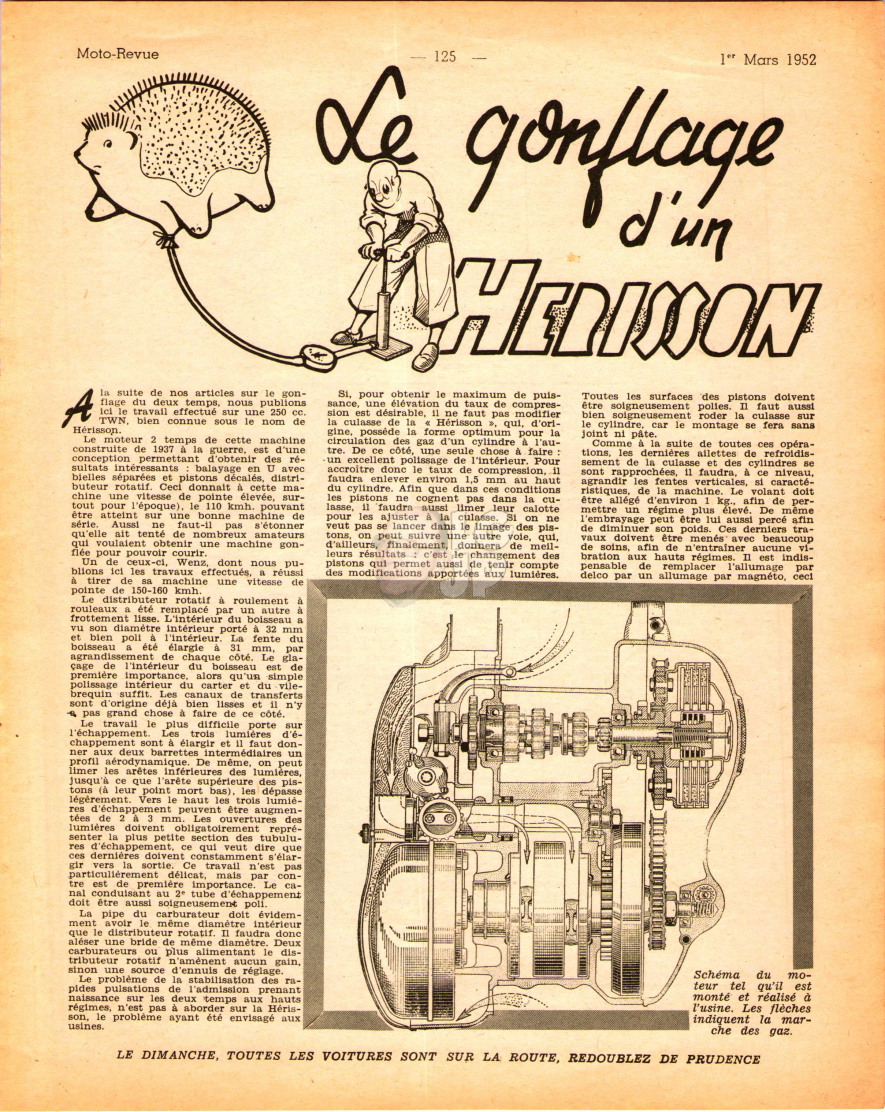 Moto-Revue
— 125 —
1er Mars 1952
Le gonflage
d'un
HERISSON
A la suite de nos articles sur le gon-
flage du deux temps, nous publions
ici le travail effectué sur une 250 cc.
TWN, bien connue sous le nom de
Hérisson.
Le moteur 2 temps de cette machine
construite de 1937 à la guerre, est d'une
conception permettant d'obtenir des ré-
sultats intéressants : balayage en U avec
bielles séparées et pistons décalés, distri-
buteur rotatif. Ceci donnait à cette ma-
chine une vitesse de pointe élevée, sur-
tout pour l'époque), le 110 kmh. pouvant
être atteint sur une bonne machine de
série. Aussi ne faut-il pas s'étonner
qu'elle ait tenté de nombreux amateurs
qui voulaient obtenir une machine gon-
flée pour pouvoir courir.
Un de ceux-ci, Wenz, dont nous pu-
blions ici les travaux effectués, a réussi
à tirer de sa machine une vitesse de
pointe de 150-160 kmh.
Le distributeur rotatif à roulement à
rouleaux a été remplacé par un autre à
frottement lisse. L'intérieur du boisseau a
vu son diamètre intérieur porté à 32 mm
et bien poli à l'intérieur. La fente du
boisseau a été élargie à 31 mm, par
agrandissement de chaque côté. Le gla-
çage de l'intérieur du boisseau est de
première importance, alors qu'un simple
polissage intérieur du carter et du vile-
brequin suffit. Les canaux de transferts
sont d'origine déjà bien lisses et il n'y
a pas grand chose à faire de ce côté.
Le travail le plus difficile porte sur
l'échappement. Les trois lumières d'é-
chappement sont à élargir et il faut don-
ner aux deux barrettes intermédiaires un
profil aérodynamique. De même, on peut
limer les arêtes inférieures des lumières,
jusqu'à ce que l'arête supérieure des pis-
tons (à leur point mort bas), les dépasse
légèrement. Vers le haut les trois lumiè-
res d'échappement peuvent être augmen-
tées de 2 à 3 mm. Les ouvertures des
lumières doivent obligatoirement repré-
senter la plus petite section des tubulu-
res d'échappement, ce qui veut dire que
ces dernières doivent constamment s'élar-
gir vers la sortie. Ce travail n'est pas
particulièrement délicat, mais par con-
tre est de première importance. Le ca-
nal conduisant au 2e tube d'échappement
doit être aussi soigneusement poli.
La pipe du carburateur doit évidem-
ment avoir le même diamètre intérieur
que le distributeur rotatif. Il faudra donc
aléser une bride de même diamètre. Deux
carburateurs ou plus alimentant le dis-
tributeur rotatif n'amènent aucun gain,
sinon une source d'ennuis de réglage.
Le problème de la stabilisation des ra-
pides pulsations de l'admission prenant
naissance sur les deux temps aux hauts
régimes, n'est pas à aborder sur la Héris-
son, le problème ayant été envisagé aux
usines.
Si, pour obtenir le maximum de puis-
sance, une élévation du taux de compres-
sion est désirable, il ne faut pas modifier
la culasse de la « Hérisson », qui, d'ori-
gine, possède la forme optimum pour la
circulation des gaz d'un cylindre à l'au-
tre. De ce côté, une seule chose à faire :
un excellent polissage de l'intérieur. Pour
accroître donc le taux de compression, il
faudra enlever environ 1,5 mm au haut
du cylindre. Afin que dans ces conditions
les pistons ne cognent pas dans la cu-
lasse, il faudra aussi limer leur calotte
pour les ajuster à la culasse. Si on ne
veut pas se lancer dans le limage des pis-
tons, on peut suivre une autre voie, qui,
d'ailleurs, finalement, donnera de meil-
leurs résultats : c'est le changement des
pistons qui permet aussi de tenir compte
des modifications apportées aux lumières.
Toutes les surfaces des pistons doivent
être soigneusement polies. Il faut aussi
bien soigneusement roder la culasse sur
le cylindre, car le montage se fera sans
joint ni pâte.
Comme à la suite de toutes ces opéra-
tions, les dernières ailettes de refroidis-
sement de la culasse et des cylindres se
sont rapprochées, il faudra, à ce niveau,
agrandir les fentes verticales, si caracté-
ristiques, de la machine. Le volant doit
être allégé d'environ 1 kg., afin de per-
mettre un régime plus élevé. De même
l'embrayage peut être lui aussi percé afin
de diminuer son poids. Ces derniers tra-
vaux doivent être menés avec beaucoup
de soins, afin de n'entraîner aucune vi-
bration aux hauts régimes. Il est indis-
pensable de remplacer l'allumage par
delco par un allumage par magnéto, ceci
JP
Schéma du mo-
teur tel qu'il est
monté et réalisé à
l'usine. Les flèches
indiquent la mar-
che des gaz.
LE DIMANCHE, TOUTES LES VOITURES SONT SUR LA ROUTE, REDOUBLEZ DE PRUDENCE